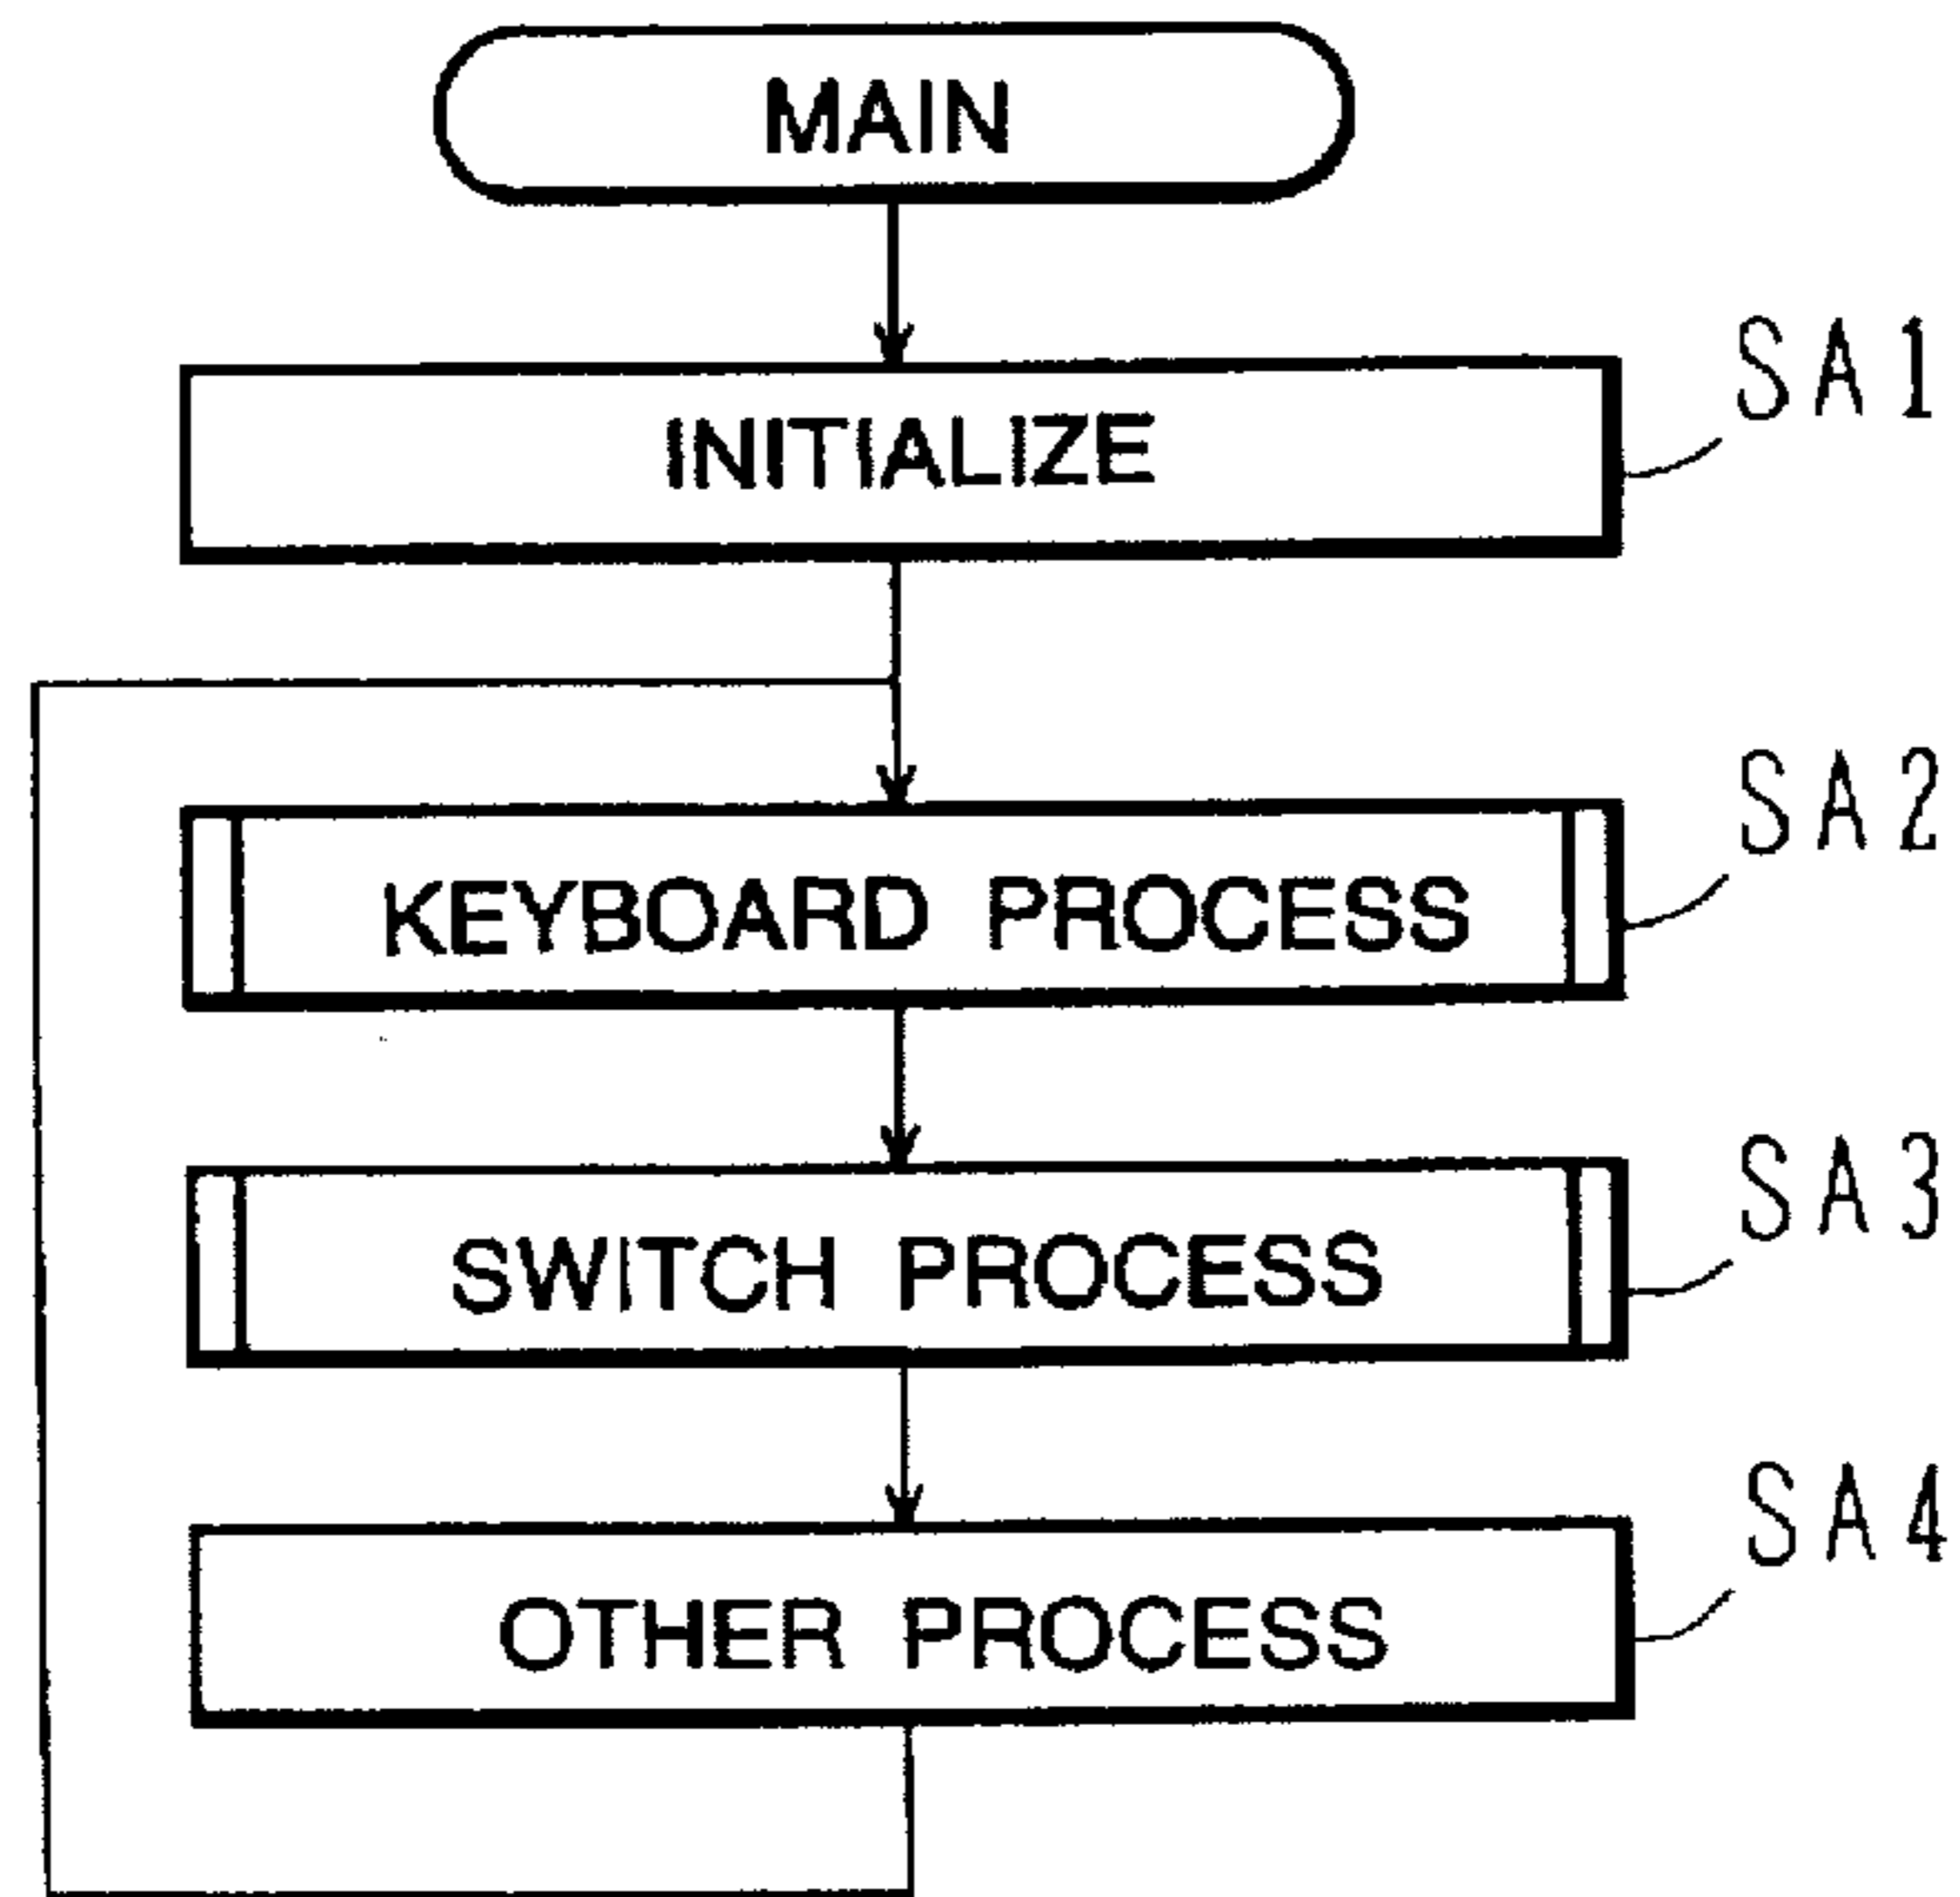 MAIN
SA1
INITIALIZE
SA2
KEYBOARD PROCESS
SA3
SWITCH PROCESS
SA4
OTHER PROCESS